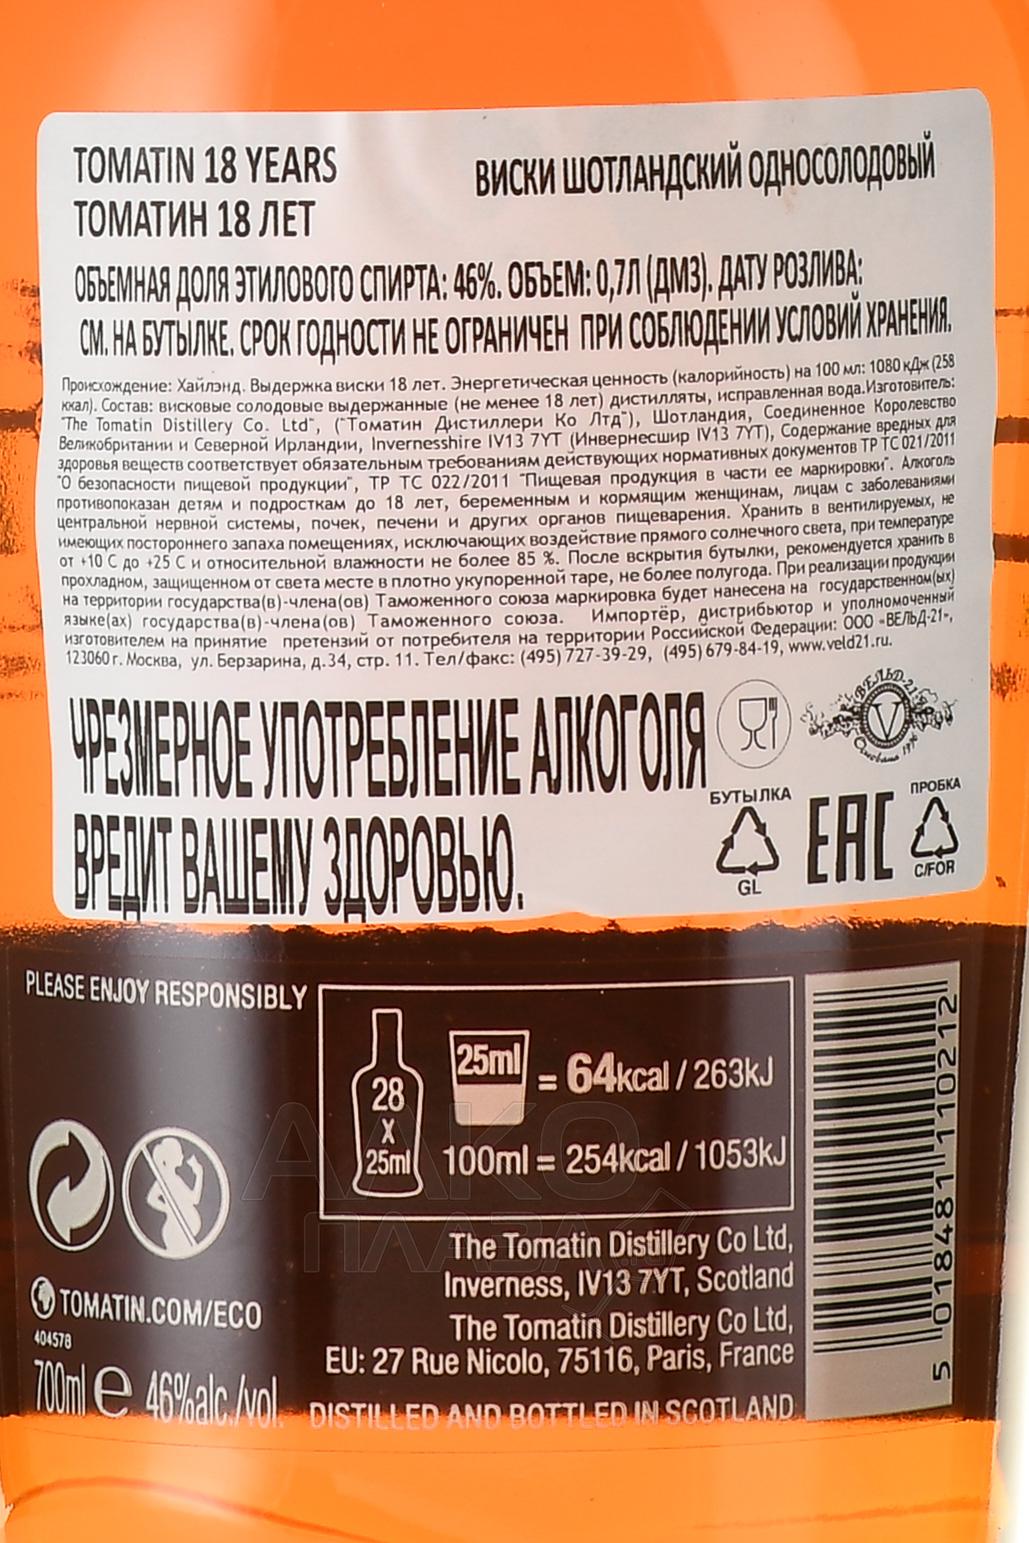 TOMATIN 18 YEARS
ВИСКИ ШОТЛАНДСКИЙ ОДНОСОЛОДОВЫЙ
ТОМАТИН 18 ЛЕТ
ОБЪЕМНАЯ ДОЛЯ ЭТИЛОВОГО СПИРТА: 46%. ОБЪЕМ: 0,7Л (ДМ3). ДАТУ РОЗЛИВА:
СМ. НА БУТЫЛКЕ. СРОК ГОДНОСТИ НЕ ОГРАНИЧЕН ПРИ СОБЛЮДЕНИИ УСЛОВИЙ ХРАНЕНИЯ.
Происхождение: Хайлэнд. Выдержка виски 18 лет. Энергетическая ценность (калорийность) на 100 мл: 1080 кДж (258
ккал). Состав: висковые солодовые выдержанные (не менее 18 лет) дистилляты, исправленная вода.Изготовитель:
"The Tomatin Distillery Co. Ltd", ("Томатин Дистиллери Ко Лтд"), Шотландия, Соединенное Королевство
Великобритании и Северной Ирландии, Invernesshire IV13 7YT (Инвернесшир IV13 7YT), Содержание вредных для
здоровья веществ соответствует обязательным требованиям действующих нормативных документов ТР ТС 021/2011
"О безопасности пищевой продукции", ТР ТС 022/2011 "Пищевая продукция в части ее маркировки". Алкоголь
противопоказан детям и подросткам до 18 лет, беременным и кормящим женщинам, лицам с заболеваниями
центральной нервной системы, почек, печени и других органов пищеварения. Хранить в вентилируемых, не
имеющих постороннего запаха помещениях, исключающих воздействие прямого солнечного света, при температуре
от +10 С до +25 С и относительной влажности не более 85 %. После вскрытия бутылки, рекомендуется хранить в
прохладном, защищенном от света месте в плотно укупоренной таре, не более полугода. При реализации продукции
на территории государства(в)-члена(ов) Таможенного союза маркировка будет нанесена на государственном(ых)
языке(ах) государства(в)-члена(ов) Таможенного союза. Импортёр, дистрибьютор и уполномоченный
изготовителем на принятие претензий от потребителя на территории Российской Федерации: ООО «ВЕЛЬД-21»,
123060 г. Москва, ул. Берзарина, д.34, стр. 11. Тел/факс: (495) 727-39-29, (495) 679-84-19, www.veld21.ru.
ЧРЕЗМЕРНОЕ УПОТРЕБЛЕНИЕ АЛКОГОЛЯ
ВРЕДИТ ВАШЕМУ ЗДОРОВЬЮ.
ВЕЛЬД-21
V
Основана 1996
БУТЫЛКА
GL
EAC
ПРОБКА
C/FOR
PLEASE ENJOY RESPONSIBLY
28
X
25ml
25ml = 64kcal / 263kJ
100ml = 254kcal / 1053kJ
The Tomatin Distillery Co Ltd,
Inverness, IV13 7YT, Scotland
The Tomatin Distillery Co Ltd,
EU: 27 Rue Nicolo, 75116, Paris, France
DISTILLED AND BOTTLED IN SCOTLAND
TOMATIN.COM/ECO
404578
700ml e 46%alc./vol
5 018481 110212
ΑΛΚΟ
ПЛАЗА